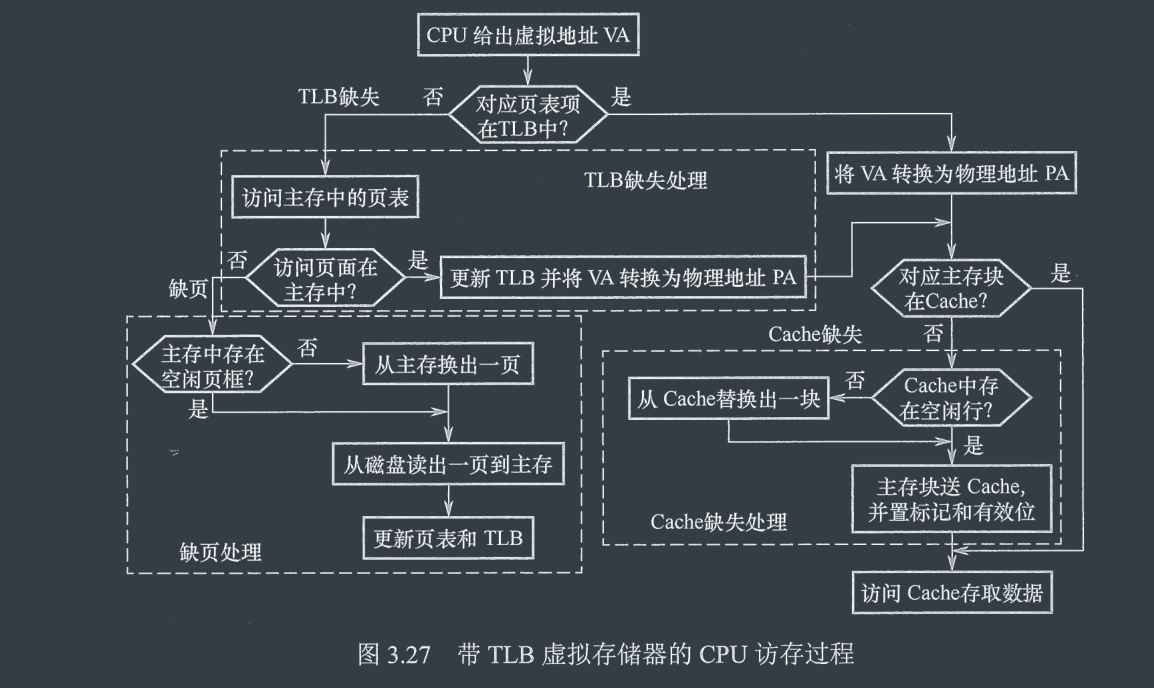 CPU 给出虚拟地址 VA
TLB缺失
否
对应页表项
在TLB中?
是
TLB缺失处理
将 VA 转换为物理地址 PA
访问主存中的页表
否
访问页面在
主存中?
是
更新 TLB 并将 VA 转换为物理地址 PA
缺页
对应主存块
在Cache?
是
Cache缺失
否
主存中存在
空闲页框?
否
从主存换出一页
是
从 Cache替换出一块
否
Cache中存
在空闲行?
是
从磁盘读出一页到主存
主存块送 Cache,
并置标记和有效位
更新页表和 TLB
缺页处理
Cache缺失处理
访问 Cache存取数据
图 3.27 带 TLB 虚拟存储器的 CPU 访存过程